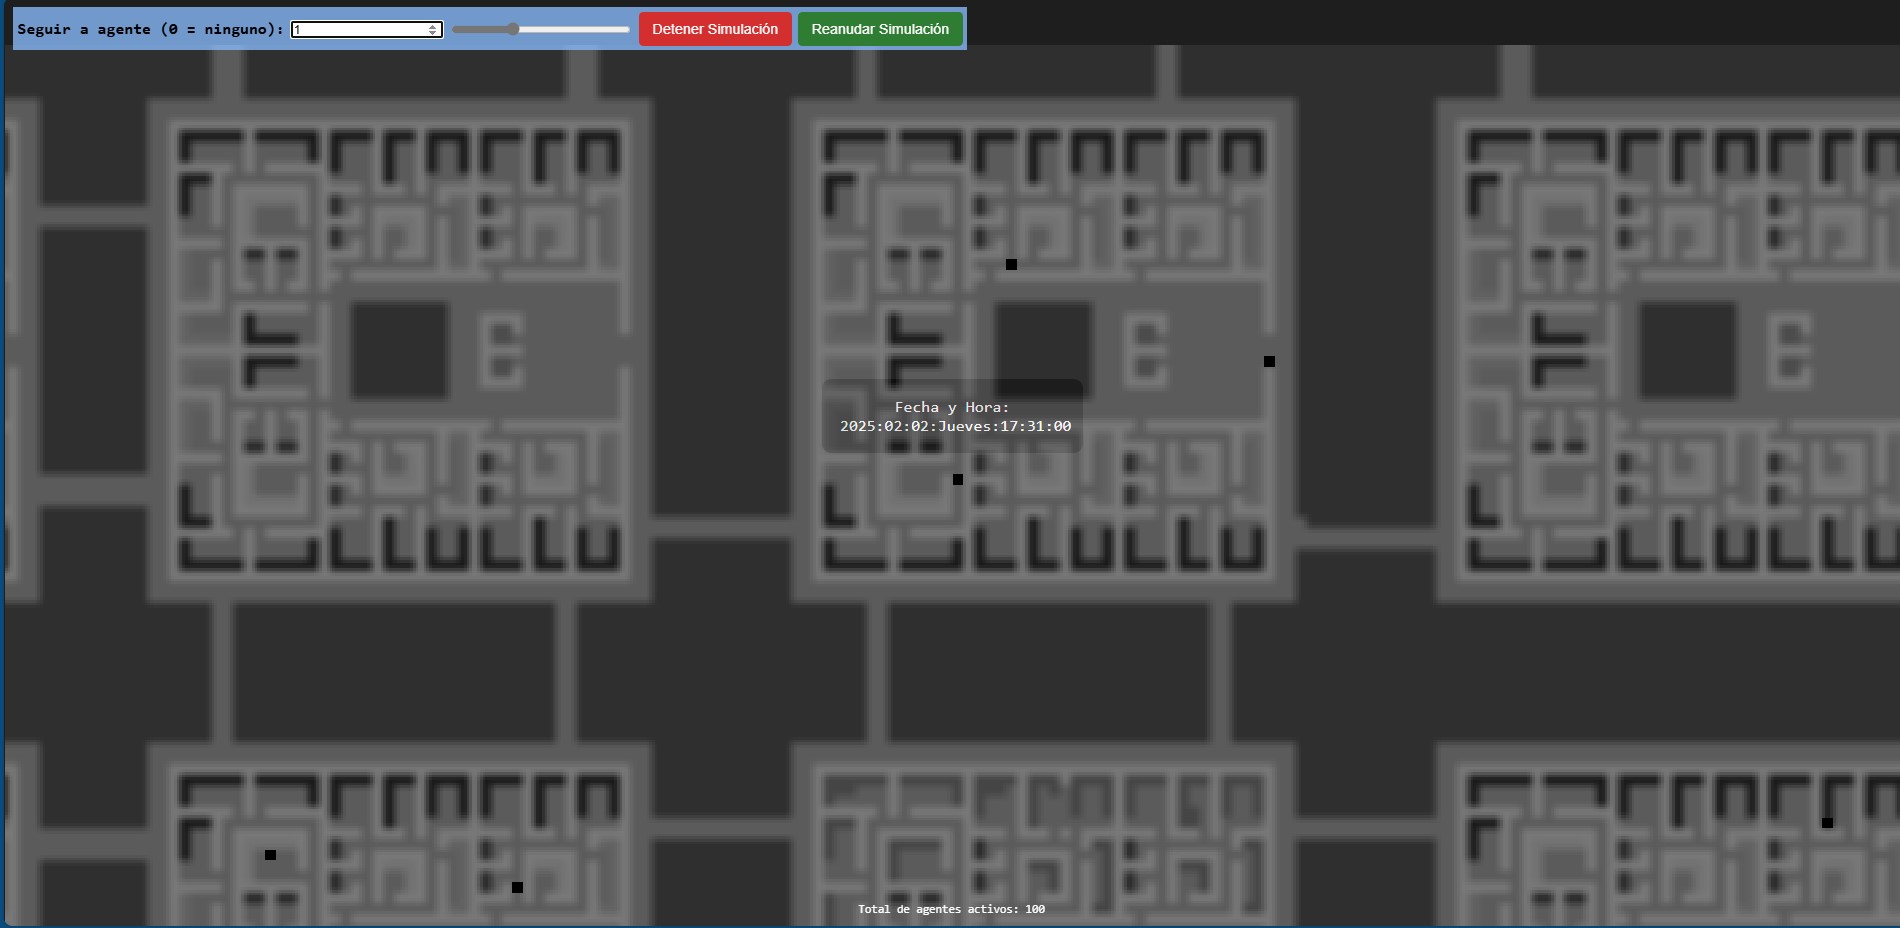 Seguir a agente (0 = ninguno): 1 Detener Simulación Reanudar Simulación
Fecha y Hora:
2025:02:02:Jueves:17:31:00
Total de agentes activos: 100